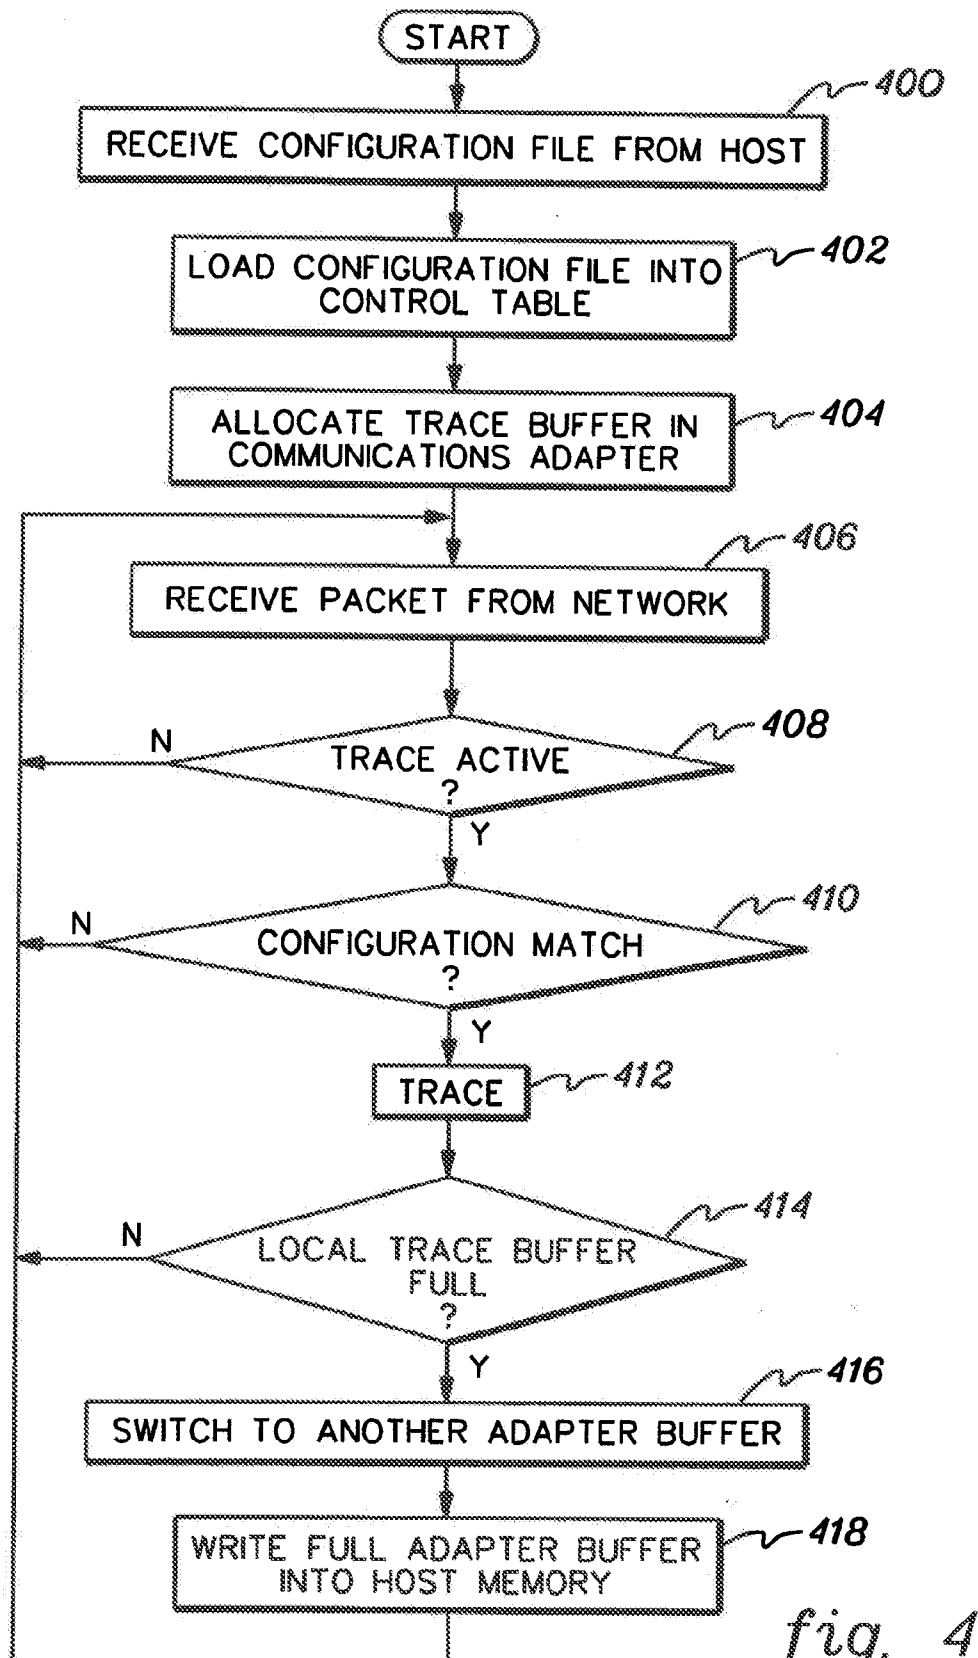 START
400
RECEIVE CONFIGURATION FILE FROM HOST
402
LOAD CONFIGURATION FILE INTO
CONTROL TABLE
404
ALLOCATE TRACE BUFFER IN
COMMUNICATIONS ADAPTER
406
RECEIVE PACKET FROM NETWORK
408
N
TRACE ACTIVE
?
Y
410
N
CONFIGURATION MATCH
?
Y
412
TRACE
414
N
LOCAL TRACE BUFFER
FULL
?
Y
416
SWITCH TO ANOTHER ADAPTER BUFFER
418
WRITE FULL ADAPTER BUFFER
INTO HOST MEMORY
fig. 4